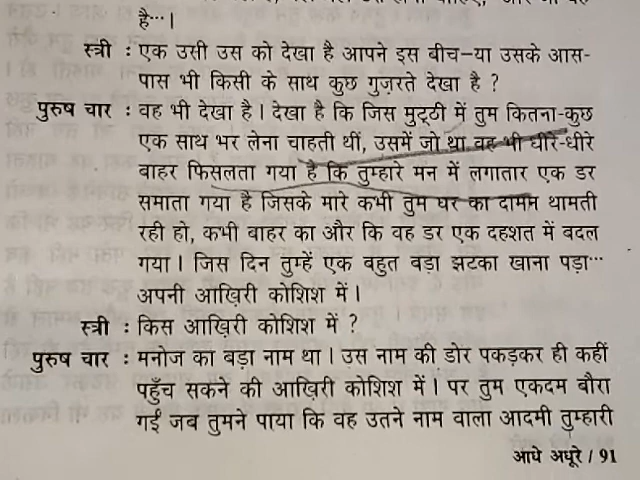 है…।
स्त्री : एक उसी उस को देखा है आपने इस बीच–या उसके आस-
पास भी किसी के साथ कुछ गुज़रते देखा है ?
पुरुष चार : वह भी देखा है। देखा है कि जिस मुट्ठी में तुम कितना-कुछ
एक साथ भर लेना चाहती थीं, उसमें जो था वह भी धीरे-धीरे
बाहर फिसलता गया है कि तुम्हारे मन में लगातार एक डर
समाता गया है जिसके मारे कभी तुम घर का दामन थामती
रही हो, कभी बाहर का और कि वह डर एक दहशत में बदल
गया। जिस दिन तुम्हें एक बहुत बड़ा झटका खाना पड़ा…
अपनी आख़िरी कोशिश में।
स्त्री : किस आख़िरी कोशिश में ?
पुरुष चार : मनोज का बड़ा नाम था। उस नाम की डोर पकड़कर ही कहीं
पहुँच सकने की आख़िरी कोशिश में। पर तुम एकदम बौरा
गईं जब तुमने पाया कि वह उतने नाम वाला आदमी तुम्हारी
आधे अधूरे / 91